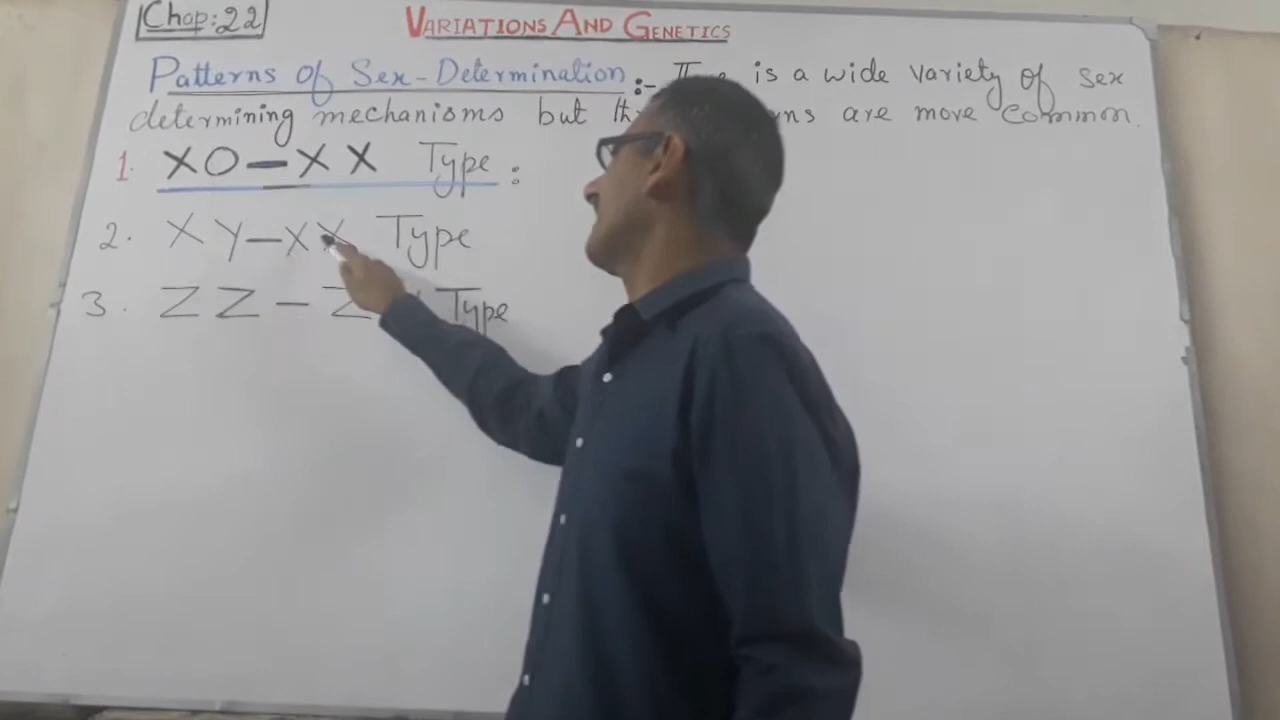 Chap:22
VARIATIONS AND GENETICS
Patterns of Sex-Determination :- is a wide variety of sex
determining mechanisms but are more common.
1. XO — XX Type :
2. XY — XX Type
3. ZZ — Z Type